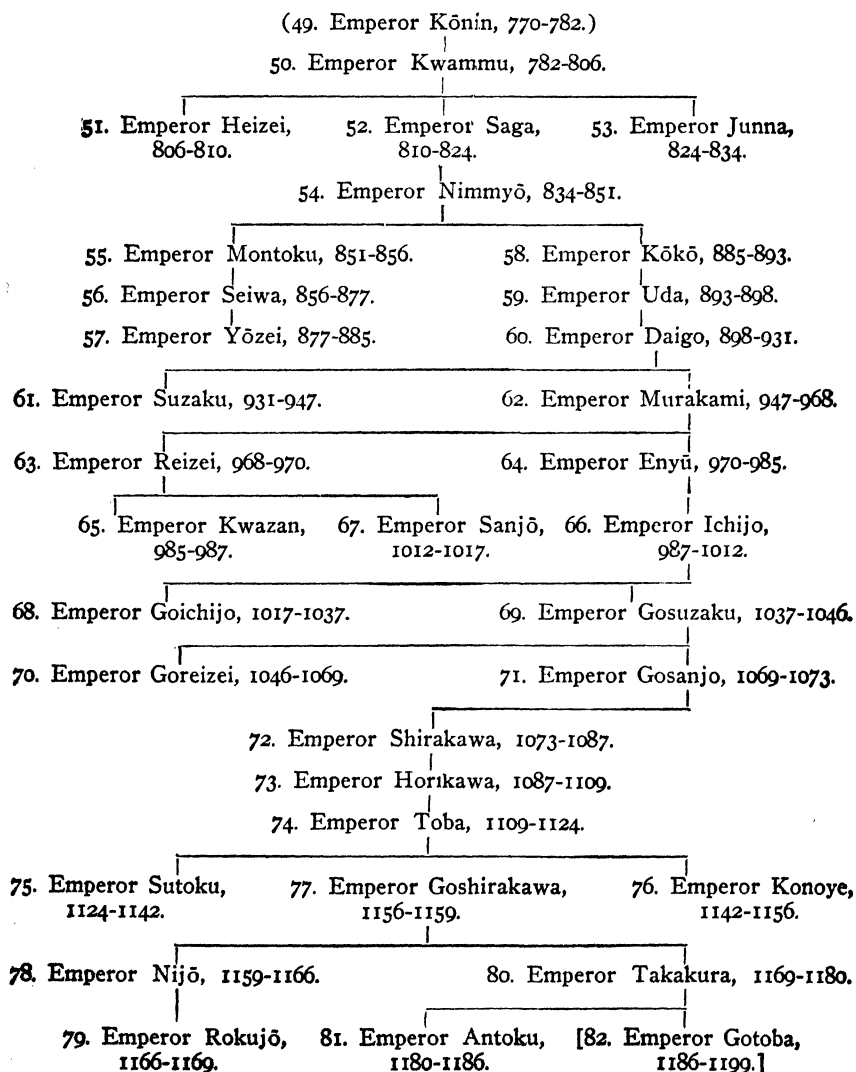 (49. Emperor Kōnin, 770-782.)
50. Emperor Kwammu, 782-806.
51. Emperor Heizei, 52. Emperor Saga, 53. Emperor Junna,
806-810. 810-824. 824-834.
54. Emperor Nimmyō, 834-851.
55. Emperor Montoku, 851-856. 58. Emperor Kōkō, 885-893.
56. Emperor Seiwa, 856-877. 59. Emperor Uda, 893-898.
57. Emperor Yōzei, 877-885. 60. Emperor Daigo, 898-931.
61. Emperor Suzaku, 931-947. 62. Emperor Murakami, 947-968.
63. Emperor Reizei, 968-970. 64. Emperor Enyū, 970-985.
65. Emperor Kwazan, 67. Emperor Sanjō, 66. Emperor Ichijo,
985-987. 1012-1017. 987-1012.
68. Emperor Goichijo, 1017-1037. 69. Emperor Gosuzaku, 1037-1046.
70. Emperor Goreizei, 1046-1069. 71. Emperor Gosanjo, 1069-1073.
72. Emperor Shirakawa, 1073-1087.
73. Emperor Horikawa, 1087-1109.
74. Emperor Toba, 1109-1124.
75. Emperor Sutoku, 77. Emperor Goshirakawa, 76. Emperor Konoye,
1124-1142. 1156-1159. 1142-1156.
78. Emperor Nijō, 1159-1166. 80. Emperor Takakura, 1169-1180.
79. Emperor Rokujō, 81. Emperor Antoku, [82. Emperor Gotoba,
1166-1169. 1180-1186. 1186-1199.]